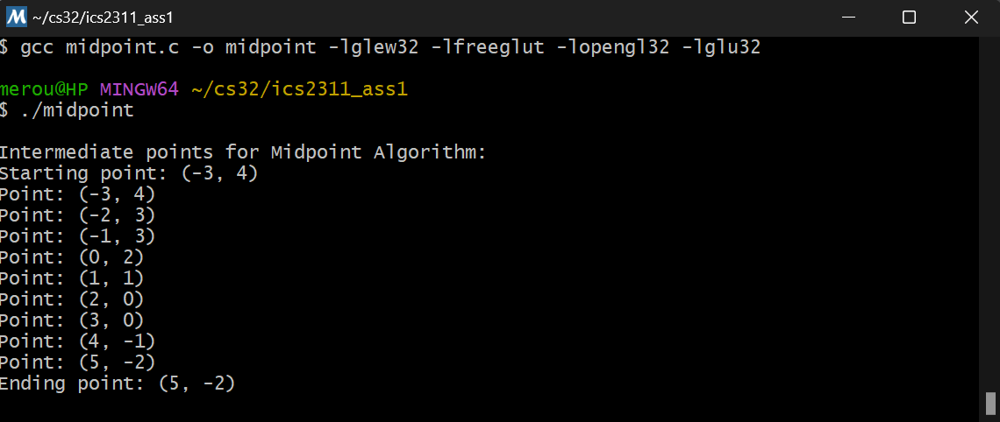 M ~/cs32/ics2311_ass1
$ gcc midpoint.c -o midpoint -lglew32 -lfreeglut -lopengl32 -lglu32
merou@HP MINGW64 ~/cs32/ics2311_ass1
$ ./midpoint
Intermediate points for Midpoint Algorithm:
Starting point: (-3, 4)
Point: (-3, 4)
Point: (-2, 3)
Point: (-1, 3)
Point: (0, 2)
Point: (1, 1)
Point: (2, 0)
Point: (3, 0)
Point: (4, -1)
Point: (5, -2)
Ending point: (5, -2)